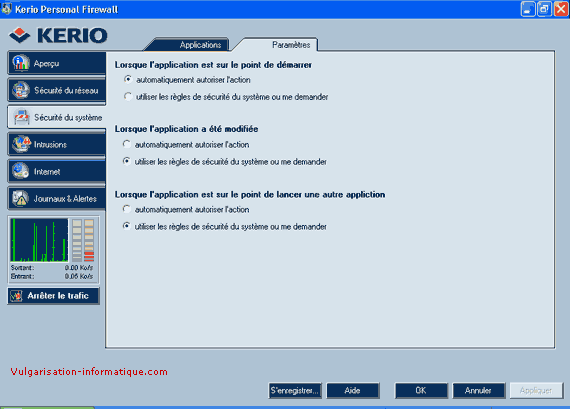 Kerio Personal Firewall
KERIO
Applications
Paramètres
Aperçu
Sécurité du réseau
Sécurité du système
Intrusions
Internet
Journaux & Alertes
Lorsque l'application est sur le point de démarrer
automatiquement autoriser l'action
utiliser les règles de sécurité du système ou me demander
Lorsque l'application a été modifiée
automatiquement autoriser l'action
utiliser les règles de sécurité du système ou me demander
Lorsque l'application est sur le point de lancer une autre appliction
automatiquement autoriser l'action
utiliser les règles de sécurité du système ou me demander
Sortant: 0.00 Ko/s
Entrant: 0.06 Ko/s
Arrêter le trafic
Vulgarisation-informatique.com
S'enregistrer...
Aide
OK
Annuler
Appliquer